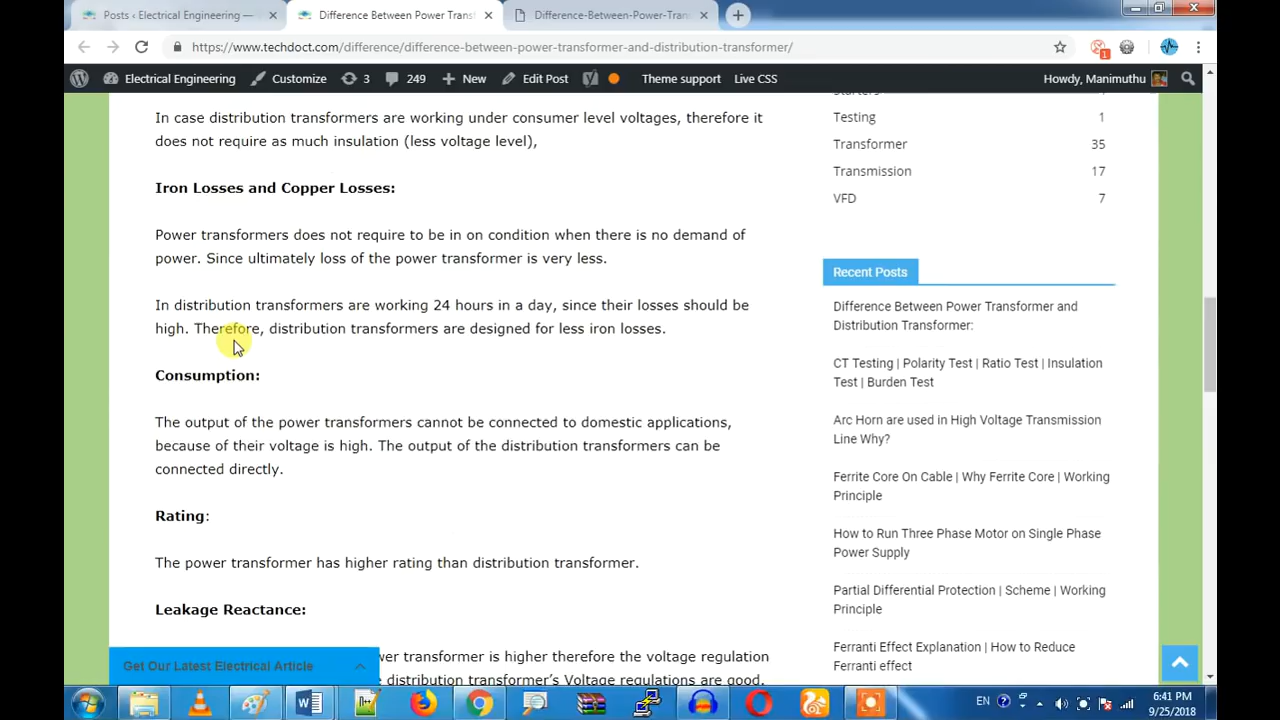 Posts ‹ Electrical Engineering —
Difference Between Power Trans
Difference-Between-Power-Tran
https://www.techdoct.com/difference/difference-between-power-transformer-and-distribution-transformer/
1
Electrical Engineering
Customize
3
249
New
Edit Post
Theme support
Live CSS
Howdy, Manimuthu
In case distribution transformers are working under consumer level voltages, therefore it
does not require as much insulation (less voltage level),
Iron Losses and Copper Losses:
Power transformers does not require to be in on condition when there is no demand of
power. Since ultimately loss of the power transformer is very less.
In distribution transformers are working 24 hours in a day, since their losses should be
high. Therefore, distribution transformers are designed for less iron losses.
Consumption:
The output of the power transformers cannot be connected to domestic applications,
because of their voltage is high. The output of the distribution transformers can be
connected directly.
Rating:
The power transformer has higher rating than distribution transformer.
Leakage Reactance:
wer transformer is higher therefore the voltage regulation
distribution transformer's Voltage regulations are good.
Get Our Latest Electrical Article
Testing 1
Transformer 35
Transmission 17
VFD 7
Recent Posts
Difference Between Power Transformer and
Distribution Transformer:
CT Testing | Polarity Test | Ratio Test | Insulation
Test | Burden Test
Arc Horn are used in High Voltage Transmission
Line Why?
Ferrite Core On Cable | Why Ferrite Core | Working
Principle
How to Run Three Phase Motor on Single Phase
Power Supply
Partial Differential Protection | Scheme | Working
Principle
Ferranti Effect Explanation | How to Reduce
Ferranti effect
EN
6:41 PM
9/25/2018